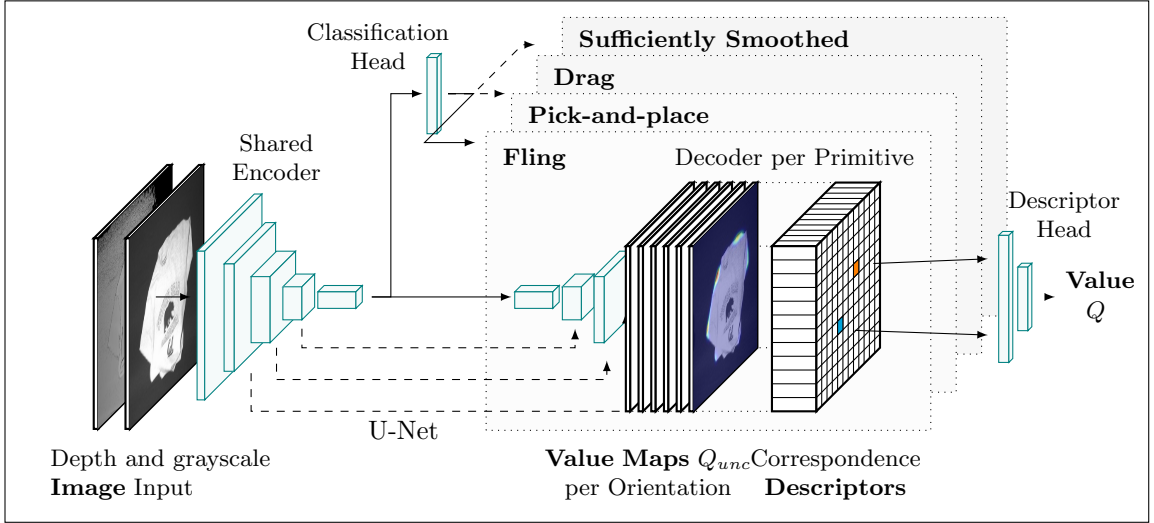 Classification
Head
Sufficiently Smoothed
Drag
Pick-and-place
Fling
Decoder per Primitive
Shared
Encoder
Descriptor
Head
Value
Q
U-Net
Depth and grayscale
Image Input
Value Maps Qunc
per Orientation
Correspondence
Descriptors